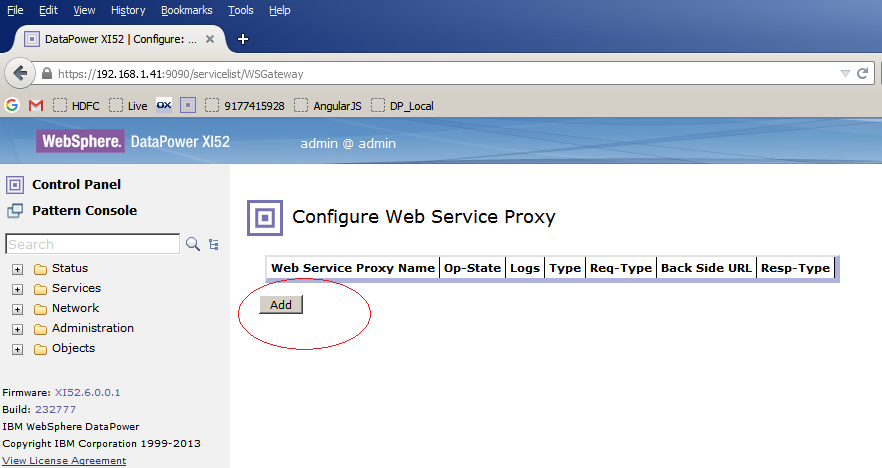 File Edit View History Bookmarks Tools Help
DataPower XI52 | Configure: ...
https://192.168.1.41:9090/servicelist/WSGateway
HDFC Live OX 9177415928 AngularJS DP_Local
WebSphere. DataPower XI52 admin @ admin
Control Panel
Pattern Console
Configure Web Service Proxy
Search
Web Service Proxy Name Op-State Logs Type Req-Type Back Side URL Resp-Type
Status
Services
Add
Network
Administration
Objects
Firmware: XI52.6.0.0.1
Build: 232777
IBM WebSphere DataPower
Copyright IBM Corporation 1999-2013
View License Agreement